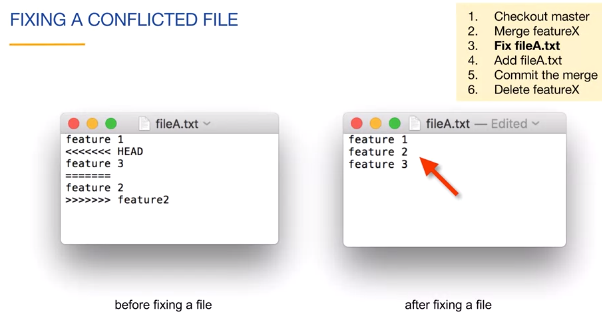 FIXING A CONFLICTED FILE
1. Checkout master
2. Merge featureX
3. Fix fileA.txt
4. Add fileA.txt
5. Commit the merge
6. Delete featureX
fileA.txt
feature 1
<<<<<<< HEAD
feature 3
=======
feature 2
>>>>>>> feature2
before fixing a file
fileA.txt — Edited
feature 1
feature 2
feature 3
after fixing a file